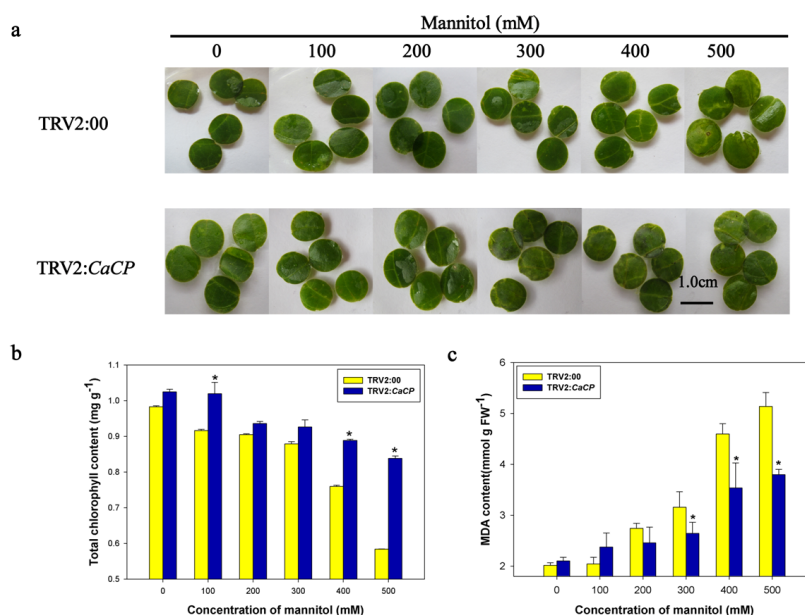 a
Mannitol (mM)
0 100 200 300 400 500
TRV2:00
TRV2:CaCP
1.0cm
b
1.1
1.0
0.9
0.8
0.7
0.6
0.5
Total chlorophyll content (mg g-1)
TRV2:00
TRV2:CaCP
*
*
*
0 100 200 300 400 500
Concentration of mannitol (mM)
c
6
5
4
3
2
MDA content(mmol g FW-1)
TRV2:00
TRV2:CaCP
*
*
*
0 100 200 300 400 500
Concentration of mannitol (mM)